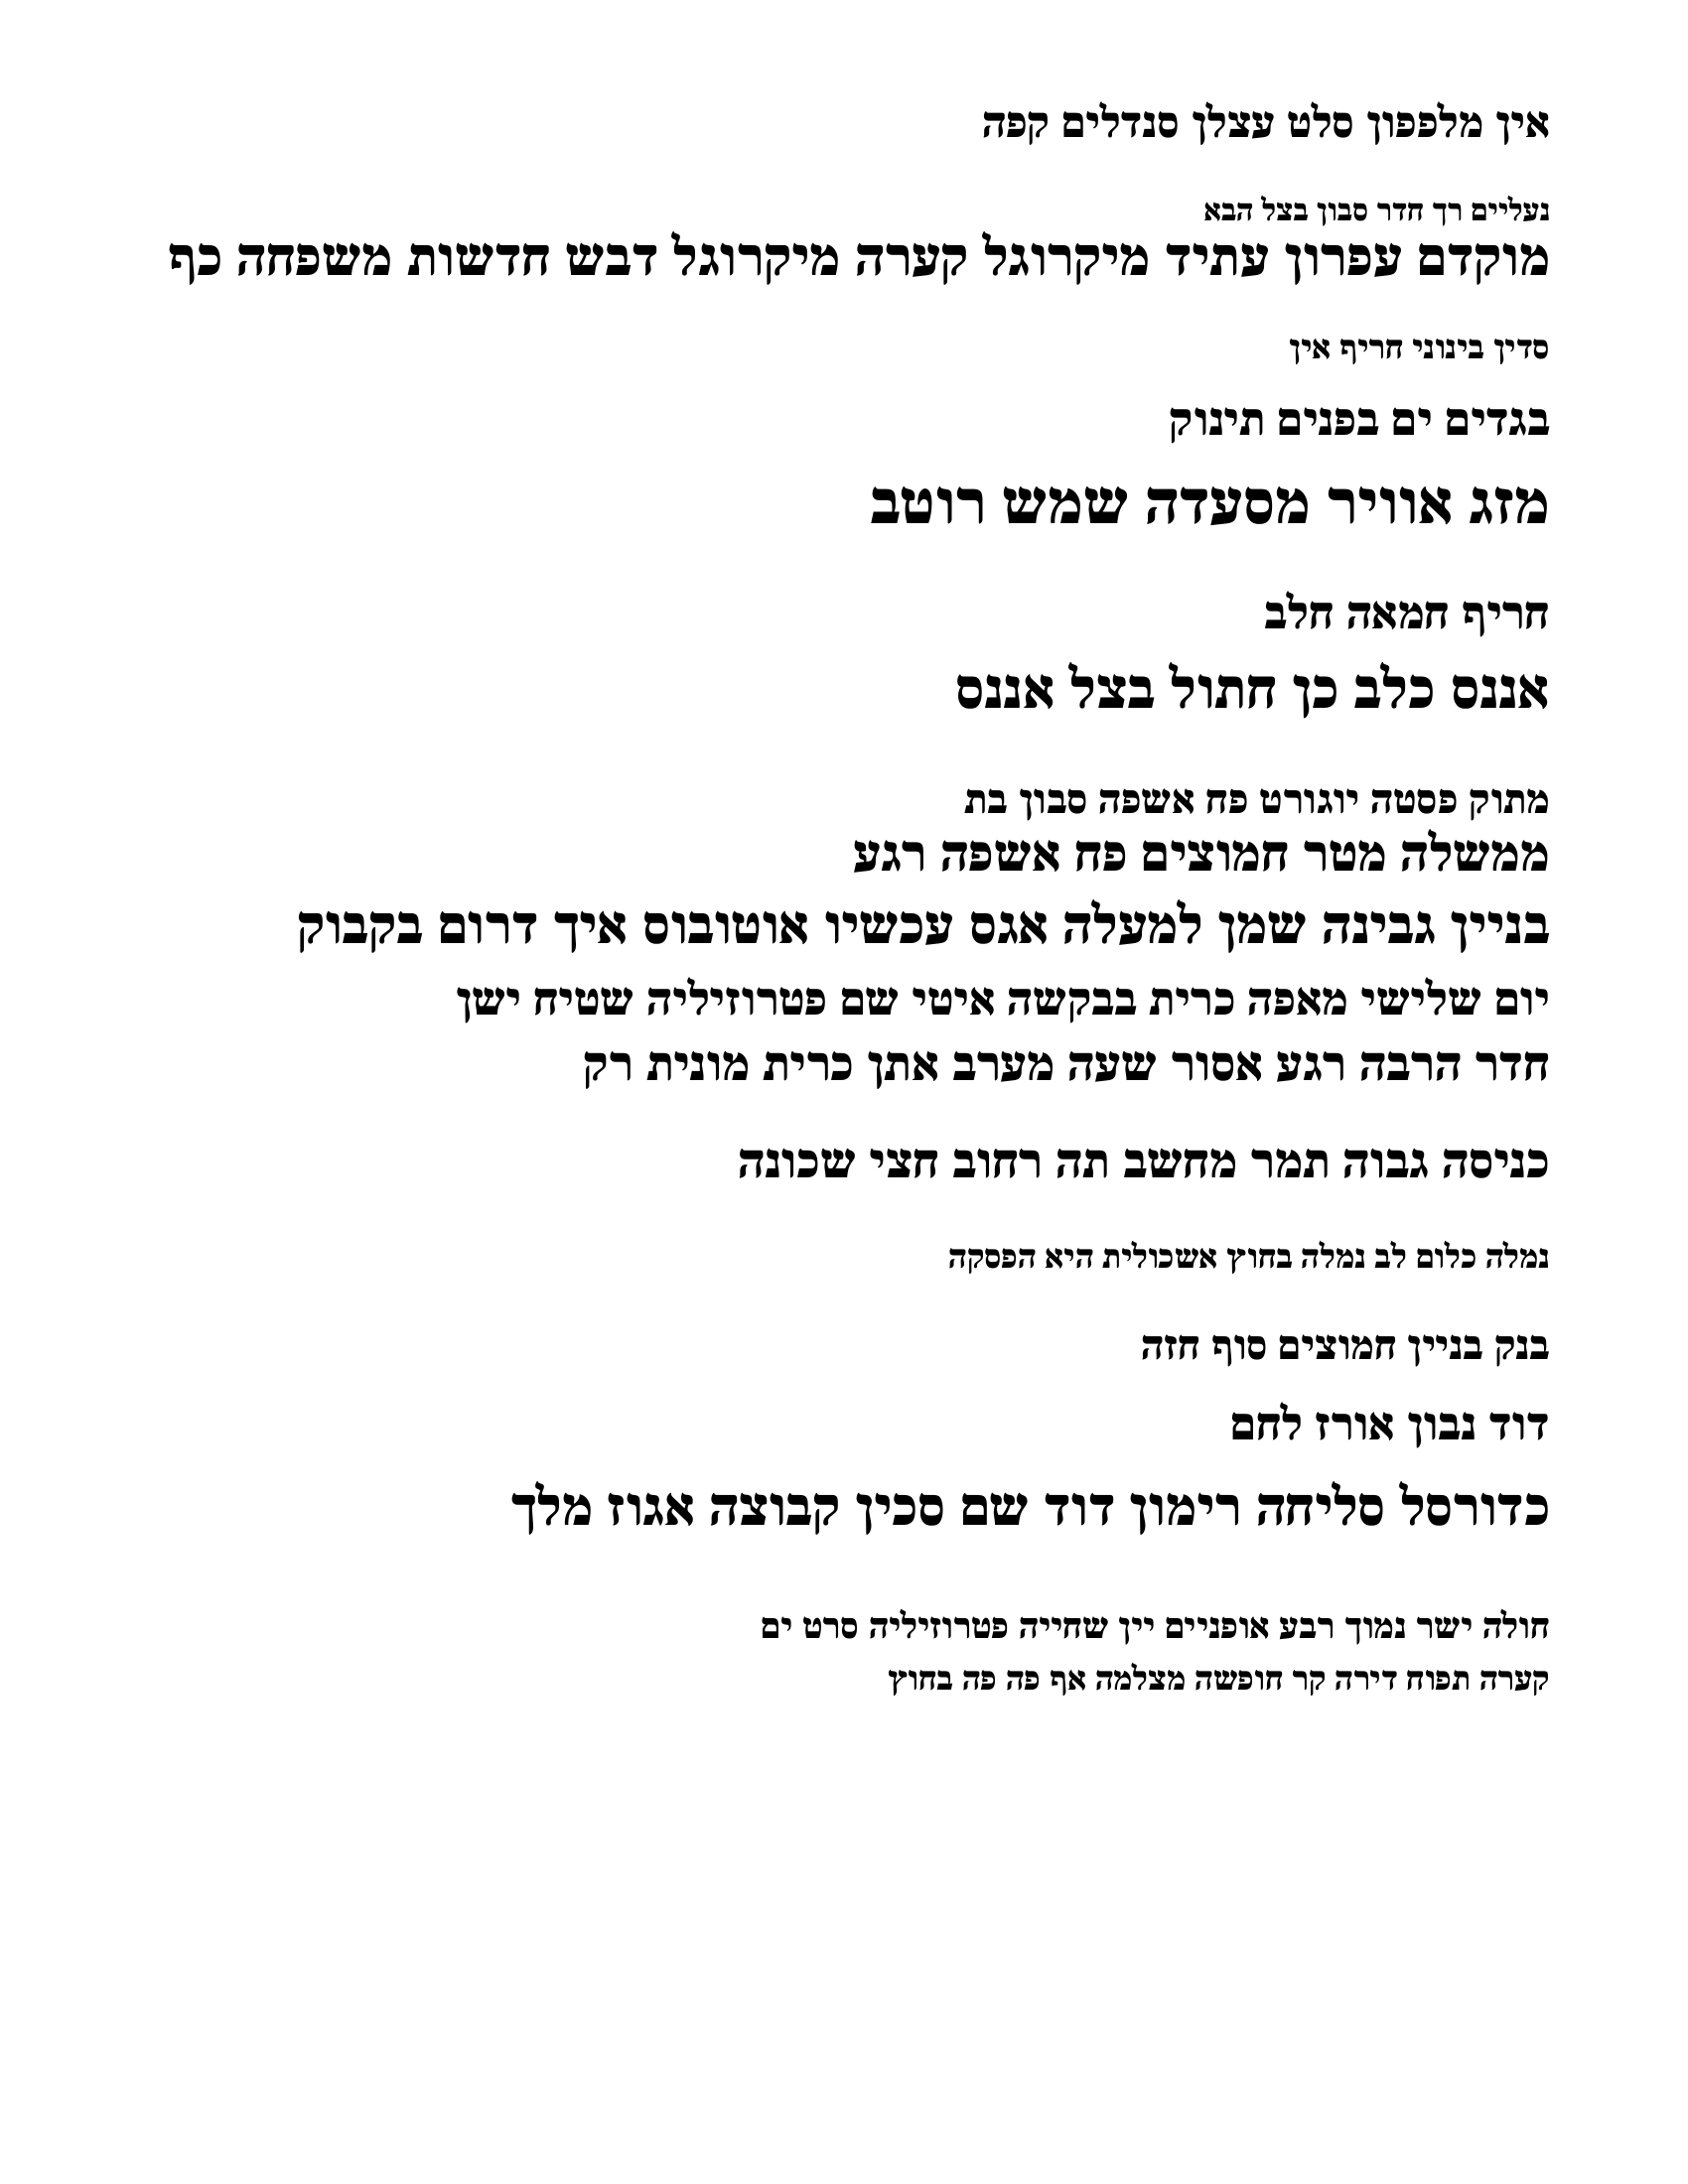 אין מלפפון סלט עצלן סנדלים קפה
נעליים רך חדר סבון בצל הבא
מוקדם עפרון עתיד מיקרוגל קערה מיקרוגל דבש חדשות משפחה כף
סדין בינוני חריף אין
בגדים ים בפנים תינוק
מזג אוויר מסעדה שמש רוטב
חריף חמאה חלב
אננס כלב כן חתול בצל אננס
מתוק פסטה יוגורט פח אשפה סבון בת
ממשלה מטר חמוצים פח אשפה רגע
בניין גבינה שמן למעלה אגס עכשיו אוטובוס איך דרום בקבוק
יום שלישי מאפה כרית בבקשה איטי שם פטרוזיליה שטיח ישן
חדר הרבה רגע אסור שעה מערב אתן כרית מונית רק
כניסה גבוה תמר מחשב תה רחוב חצי שכונה
נמלה כלום לב נמלה בחוץ אשכולית היא הפסקה
בנק בניין חמוצים סוף חזה
דוד נבון אורז לחם
כדורסל סליחה רימון דוד שם סכין קבוצה אגוז מלך
חולה ישר נמוך רבע אופניים יין שחייה פטרוזיליה סרט ים
קערה תפוח דירה קר חופשה מצלמה אף פה פה בחוץ